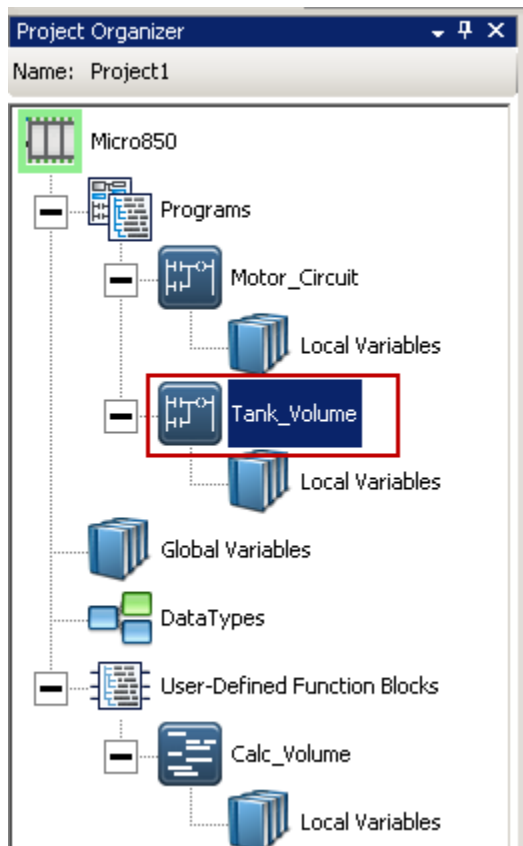 Project Organizer
Name: Project1
Micro850
Programs
Motor_Circuit
Local Variables
Tank_Volume
Local Variables
Global Variables
DataTypes
User-Defined Function Blocks
Calc_Volume
Local Variables